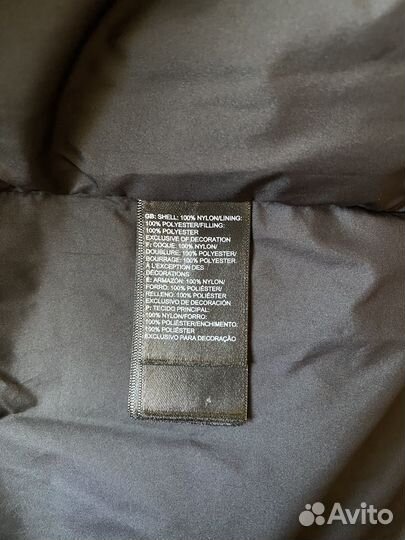 GB: SHELL: 100% NYLON/LINING:
100% POLYESTER/FILLING:
100% POLYESTER
EXCLUSIVE OF DECORATION
F: COQUE: 100% NYLON/
DOUBLURE: 100% POLYESTER/
BOURRAGE: 100% POLYESTER
À L'EXCEPTION DES
DÉCORATIONS
E: ARMAZÓN: 100% NYLON/
FORRO: 100% POLIÉSTER/
RELLENO: 100% POLIÉSTER
EXCLUSIVO DE DECORACIÓN
P: TECIDO PRINCIPAL:
100% NYLON/FORRO:
100% POLIÉSTER/ENCHIMENTO:
100% POLIÉSTER
EXCLUSIVO PARA DECORAÇÃO
Avito